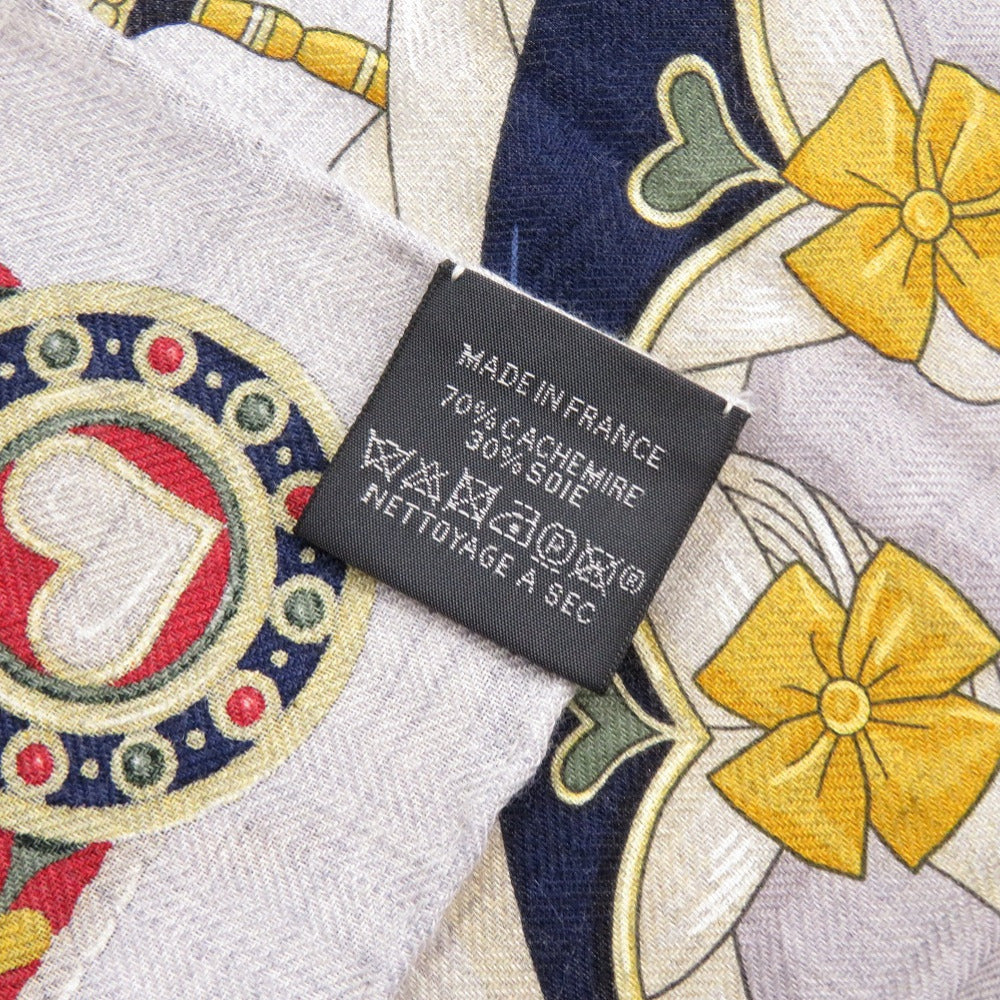 MADE IN FRANCE
70% CACHEMIRE
30% SOIE
P ®
NETTOYAGE A SEC